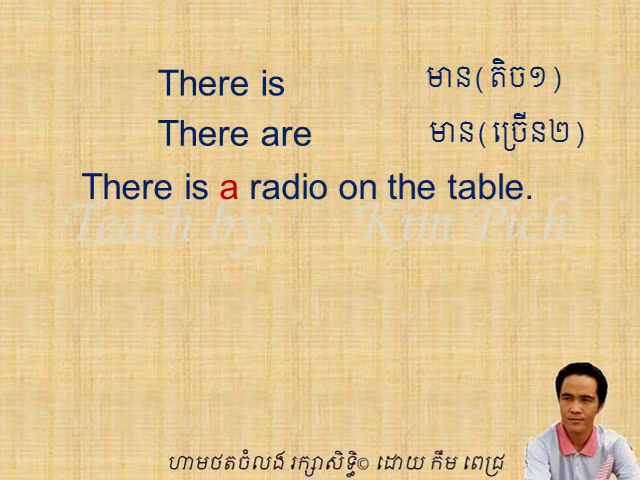 There is មាន(តិច១)
There are មាន(ច្រើន២)
There is a radio on the table.
Teach by: Kim Pich
ហាមថតចំលង រក្សាសិទ្ធិ© ដោយ កឹម ពេជ្រ